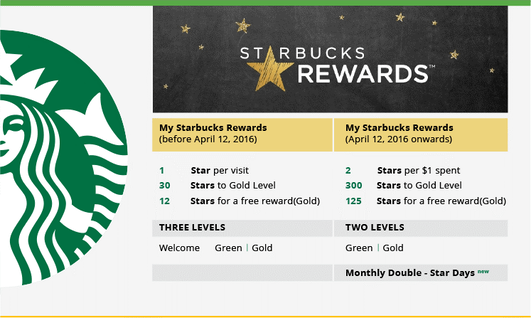 STARBUCKS
REWARDS™
My Starbucks Rewards
(before April 12, 2016)
1 Star per visit
30 Stars to Gold Level
12 Stars for a free reward(Gold)
THREE LEVELS
Welcome Green | Gold
My Starbucks Rewards
(April 12, 2016 onwards)
2 Stars per $1 spent
300 Stars to Gold Level
125 Stars for a free reward(Gold)
TWO LEVELS
Green | Gold
Monthly Double - Star Days new